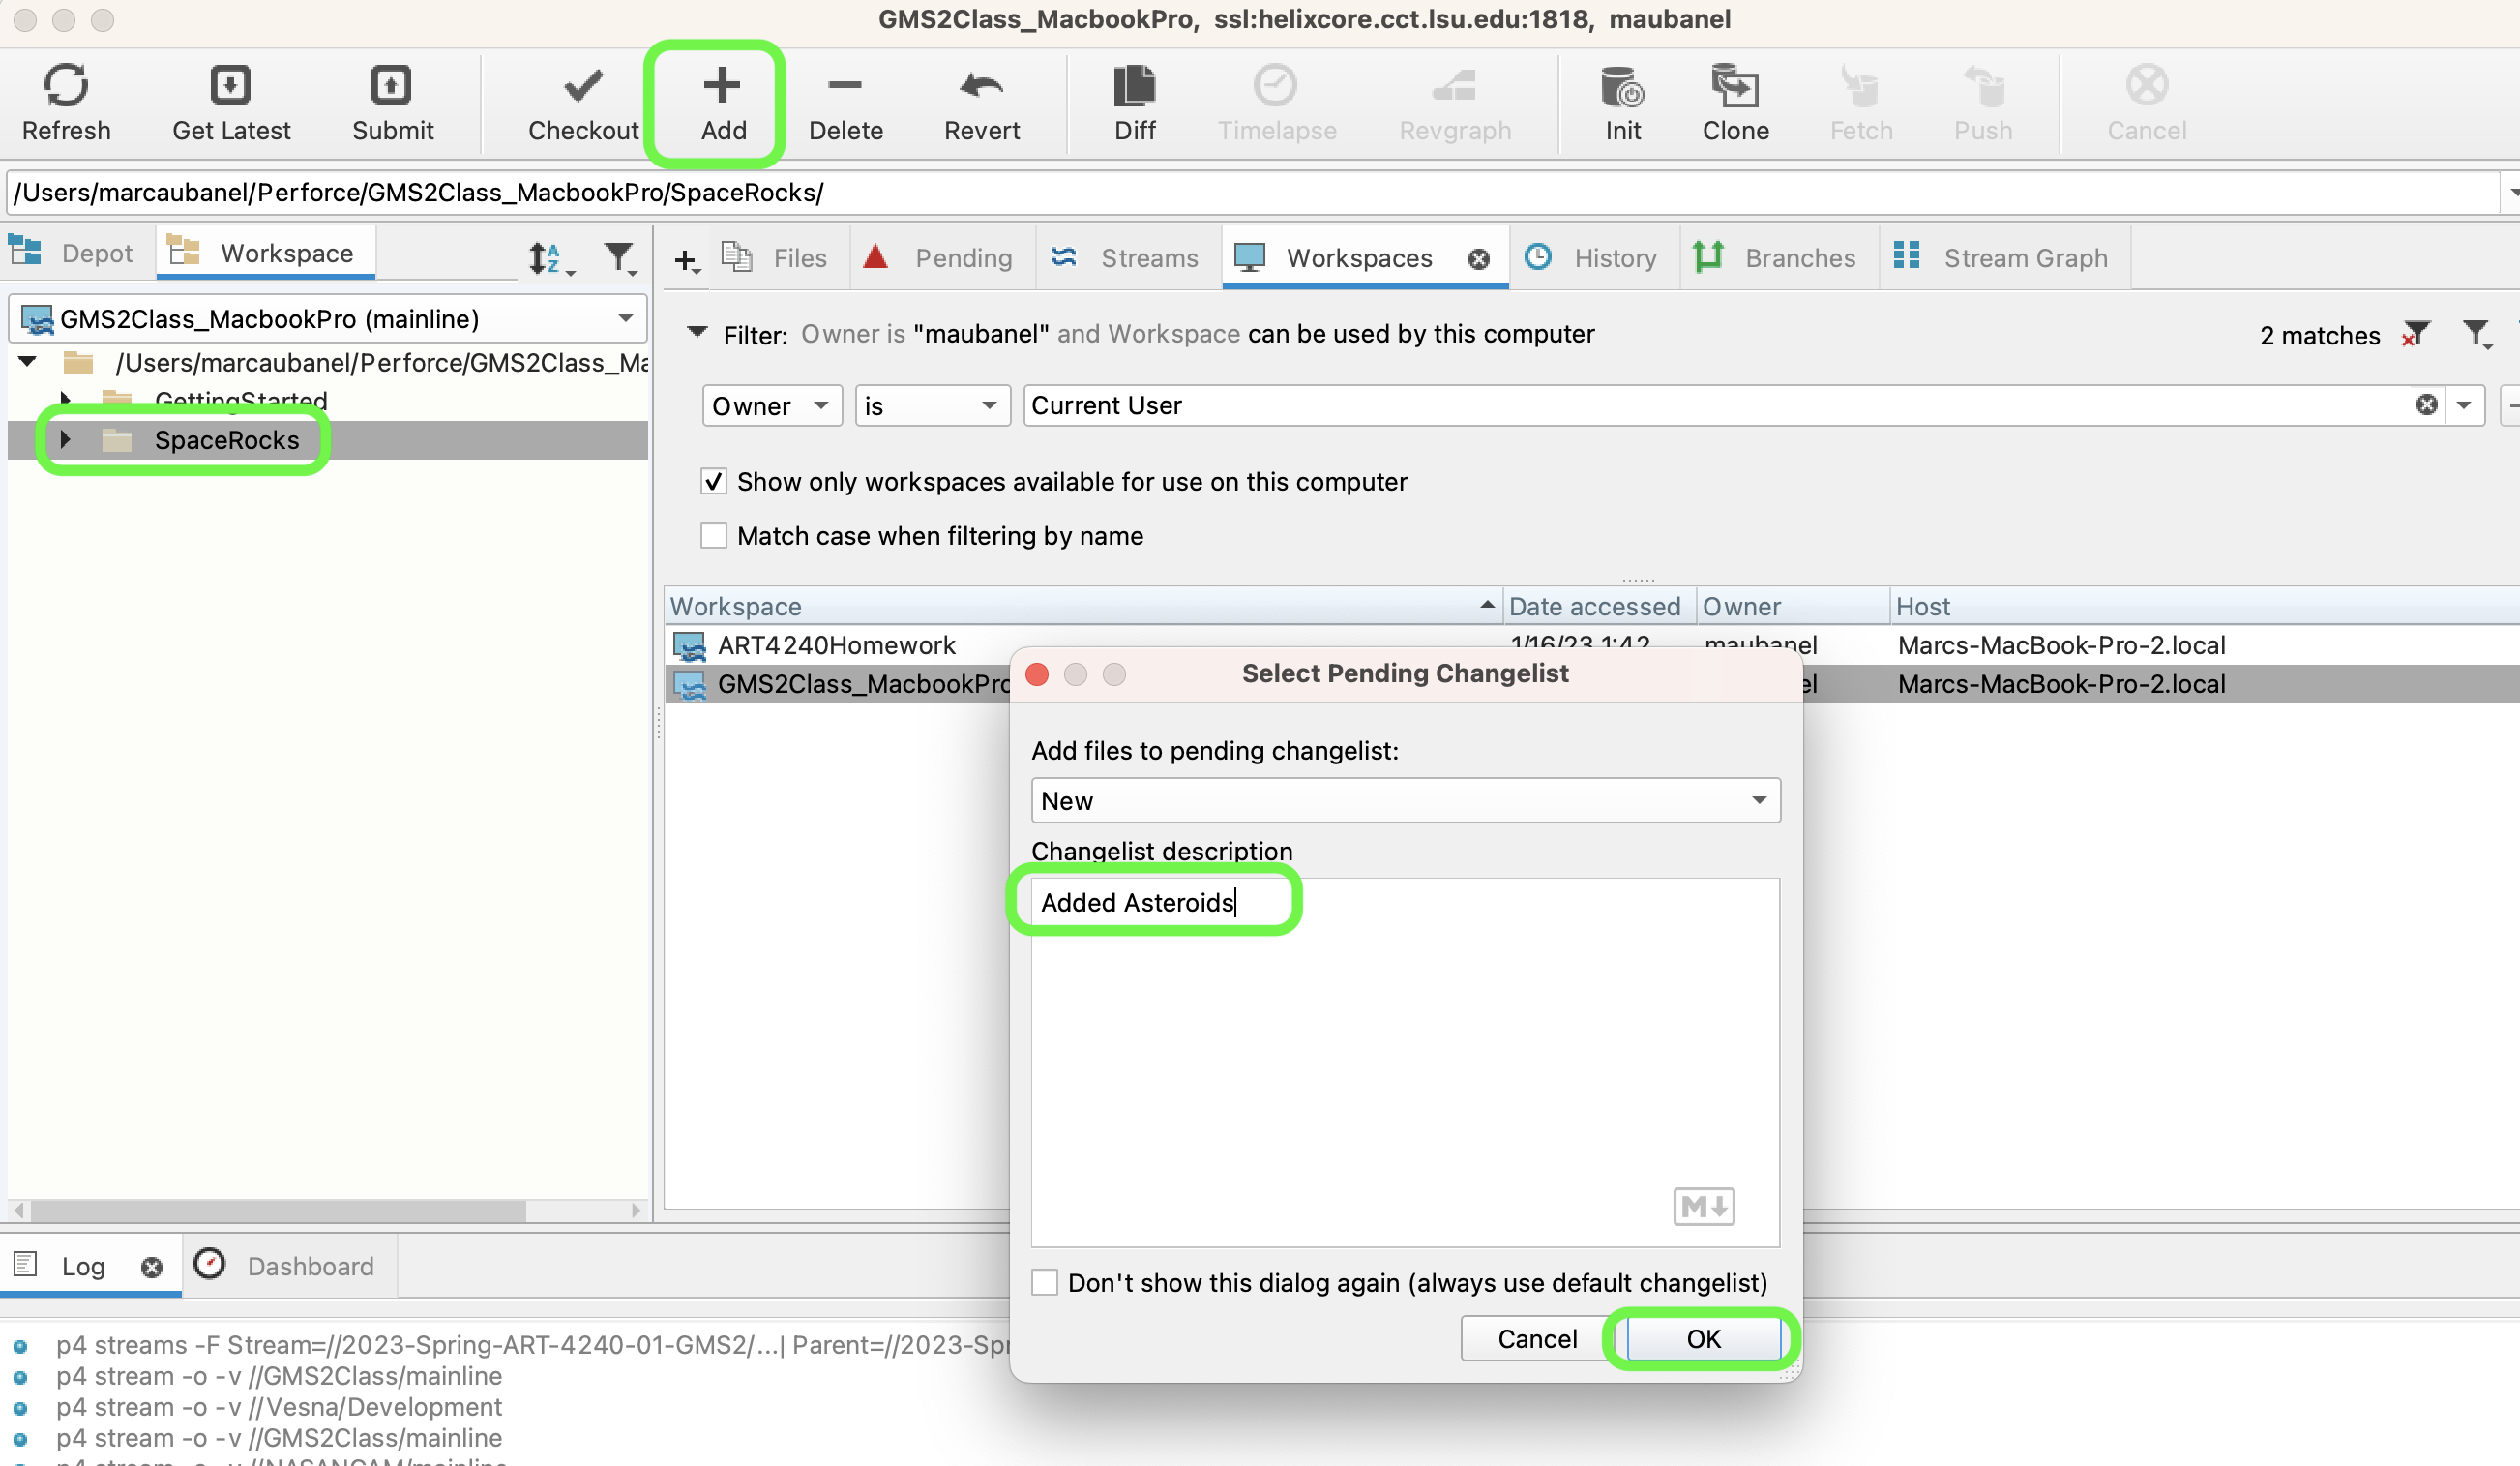 GMS2Class_MacbookPro, ssl:helixcore.cct.lsu.edu:1818, maubanel
Refresh Get Latest Submit Checkout Add Delete Revert Diff Timelapse Revgraph Init Clone Fetch Push Cancel
/Users/marcaubanel/Perforce/GMS2Class_MacbookPro/SpaceRocks/
Depot Workspace Files Pending Streams Workspaces History Branches Stream Graph
GMS2Class_MacbookPro (mainline)
/Users/marcaubanel/Perforce/GMS2Class_Ma
GettingStarted
SpaceRocks
Filter: Owner is "maubanel" and Workspace can be used by this computer 2 matches
Owner is Current User
Show only workspaces available for use on this computer
Match case when filtering by name
Workspace Date accessed Owner Host
ART4240Homework 1/16/23 1:42 maubanel Marcs-MacBook-Pro-2.local
GMS2Class_MacbookPro el Marcs-MacBook-Pro-2.local
Select Pending Changelist
Add files to pending changelist:
New
Changelist description
Added Asteroids
M
Don't show this dialog again (always use default changelist)
Cancel OK
Log Dashboard
p4 streams -F Stream=//2023-Spring-ART-4240-01-GMS2/...| Parent=//2023-Spr
p4 stream -o -v //GMS2Class/mainline
p4 stream -o -v //Vesna/Development
p4 stream -o -v //GMS2Class/mainline
p4 stream -o -v //NASANCAM/mainline